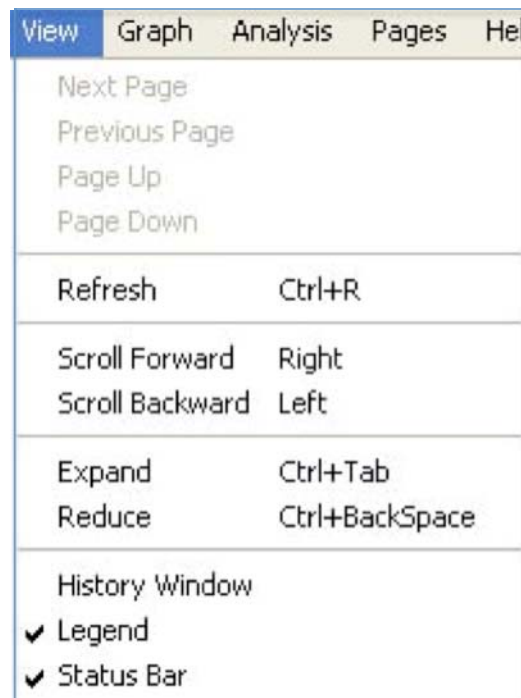 View Graph Analysis Pages Hel
Next Page
Previous Page
Page Up
Page Down
Refresh Ctrl+R
Scroll Forward Right
Scroll Backward Left
Expand Ctrl+Tab
Reduce Ctrl+BackSpace
History Window
Legend
Status Bar